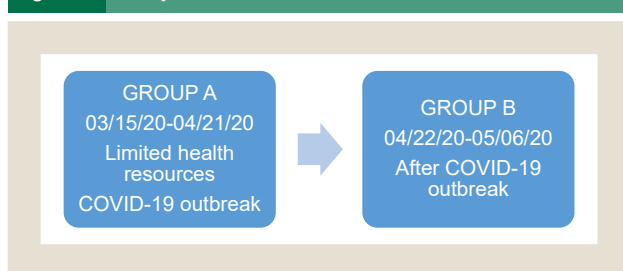 GROUP A
03/15/20-04/21/20
Limited health
resources
COVID-19 outbreak
GROUP B
04/22/20-05/06/20
After COVID-19
outbreak